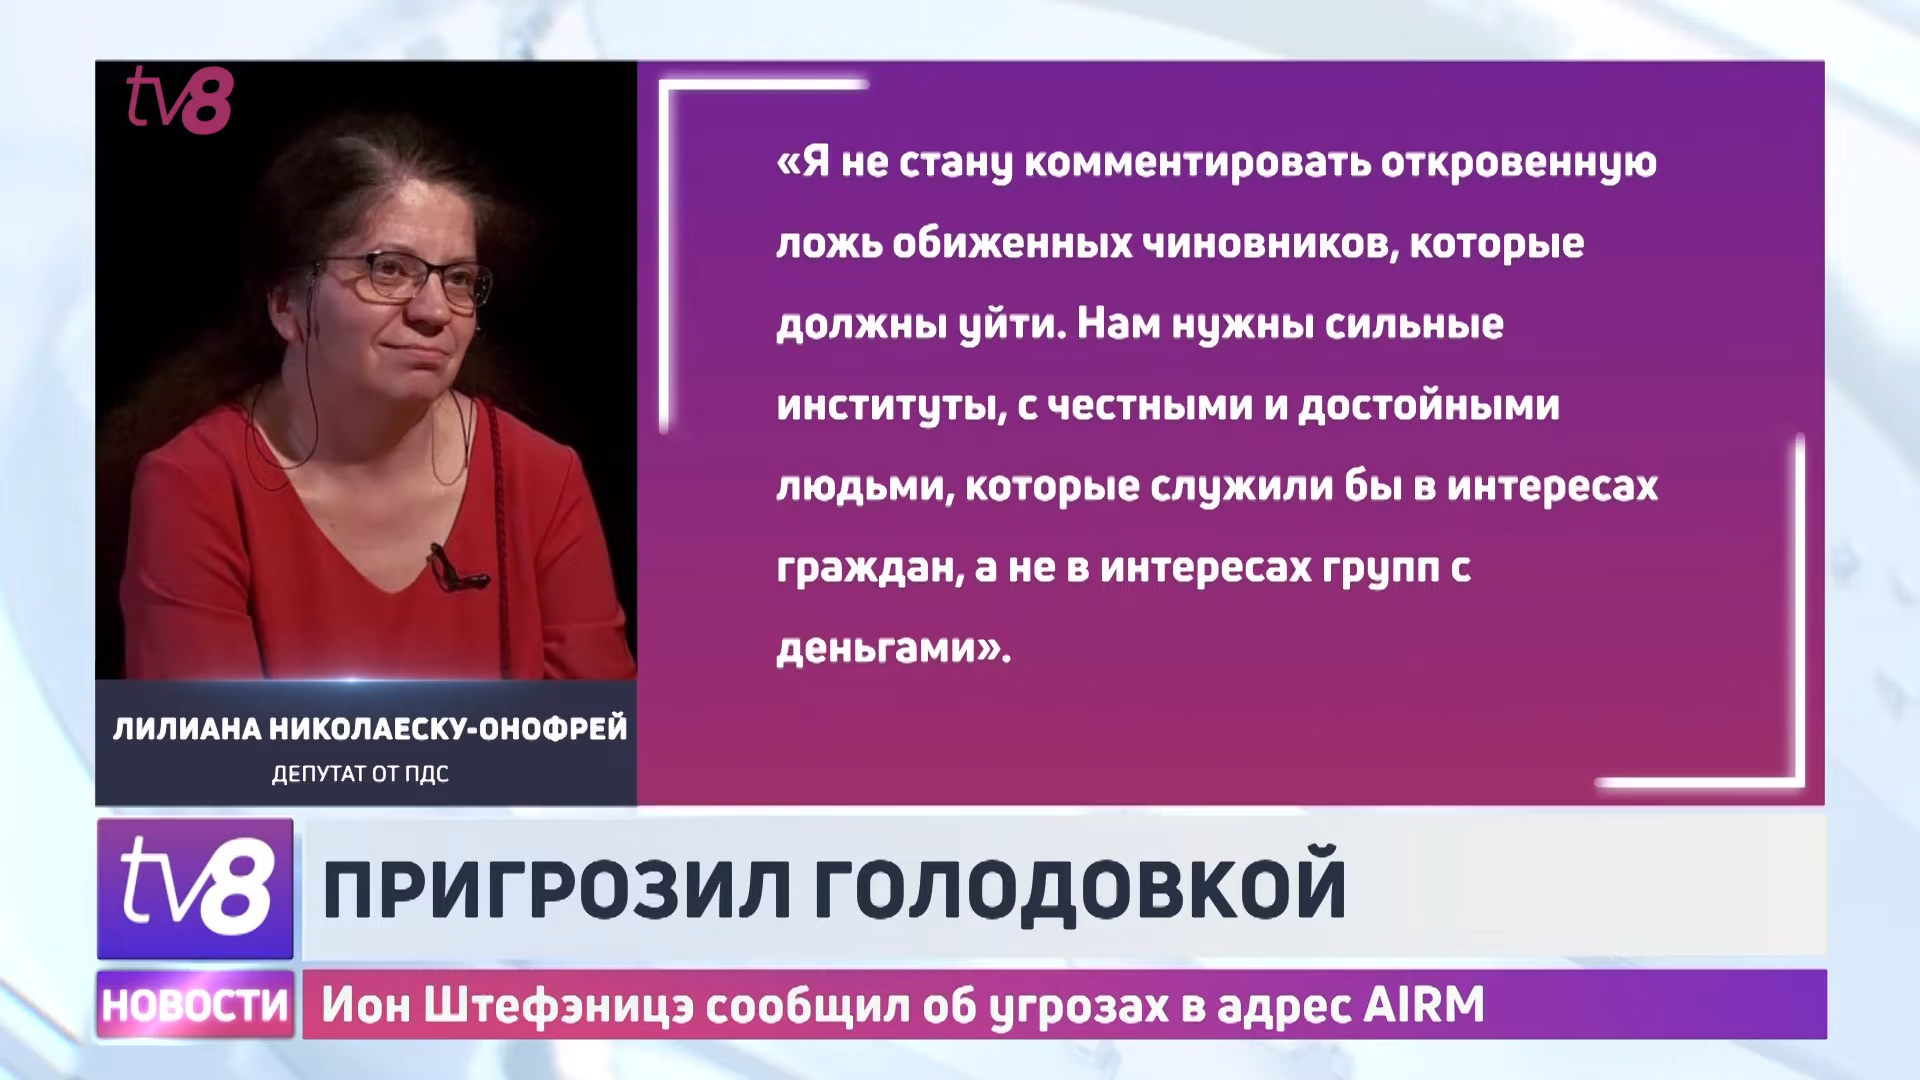 tv8
«Я не стану комментировать откровенную
ложь обиженных чиновников, которые
должны уйти. Нам нужны сильные
институты, с честными и достойными
людьми, которые служили бы в интересах
граждан, а не в интересах групп с
деньгами».
ЛИЛИАНА НИКОЛАЕСКУ-ОНОФРЕЙ
ДЕПУТАТ ОТ ПДС
tv8
ПРИГРОЗИЛ ГОЛОДОВКОЙ
НОВОСТИ
Ион Штефэницэ сообщил об угрозах в адрес AIRM